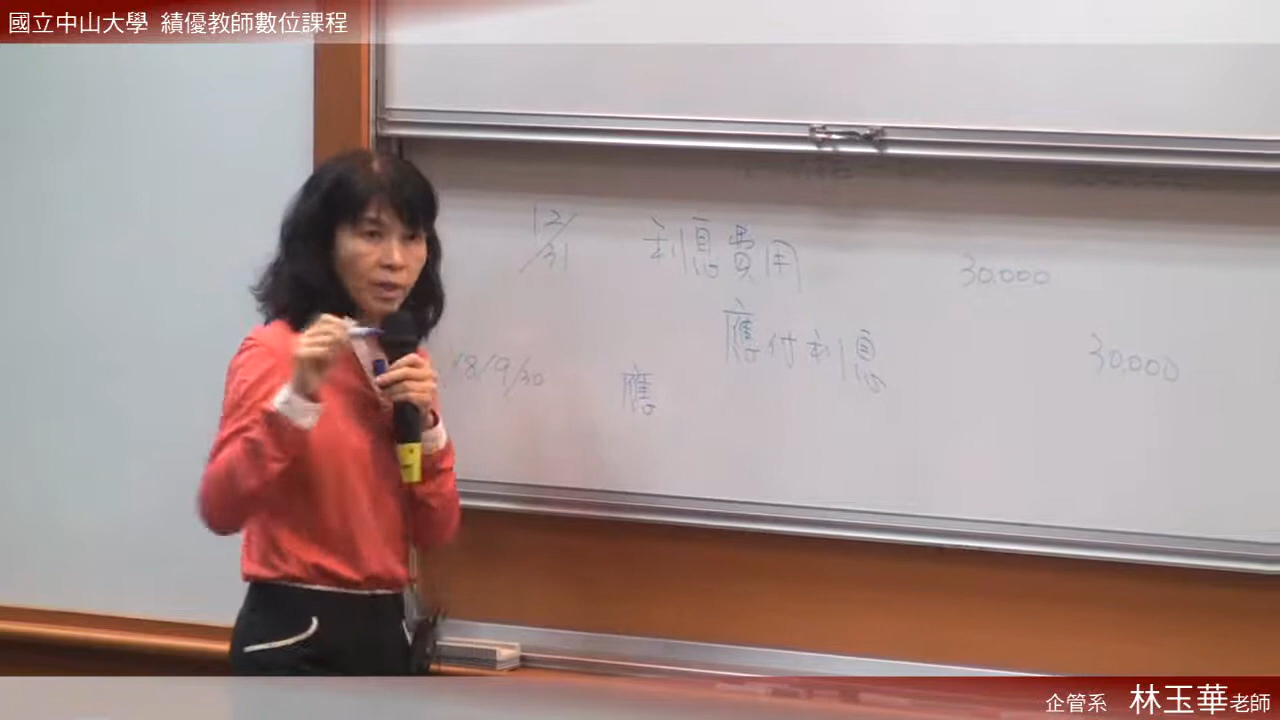 國立中山大學 績優教師數位課程
12/31 利息費用 30,000
應付利息 30,000
18/9/30 應
企管系 林玉華老師